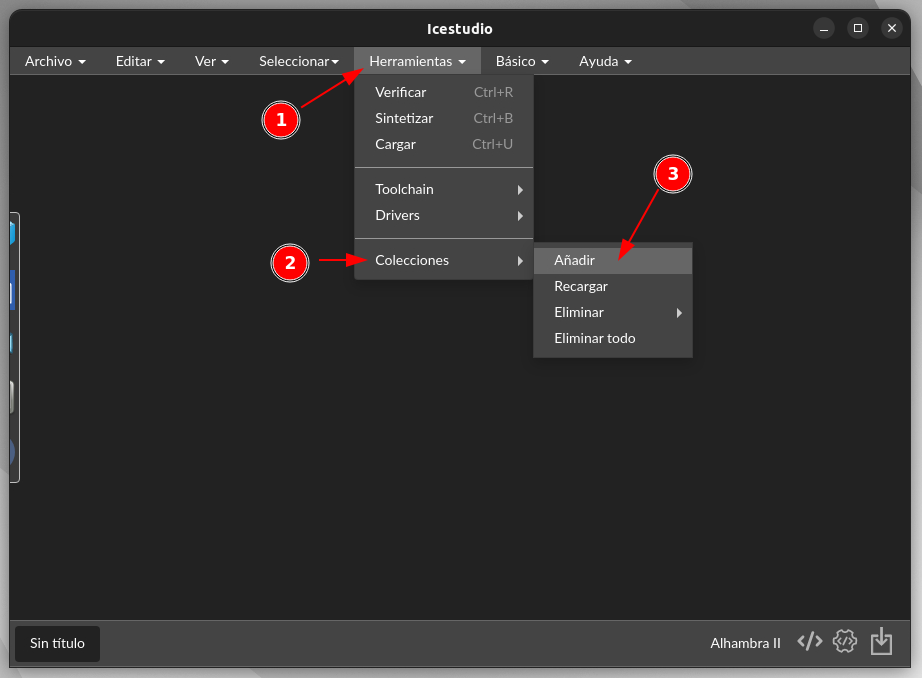 Icestudio
Archivo Editar Ver Seleccionar Herramientas Básico Ayuda
1
Verificar Ctrl+R
Sintetizar Ctrl+B
Cargar Ctrl+U
3
Toolchain
Drivers
2
Colecciones
Añadir
Recargar
Eliminar
Eliminar todo
Sin título
Alhambra II